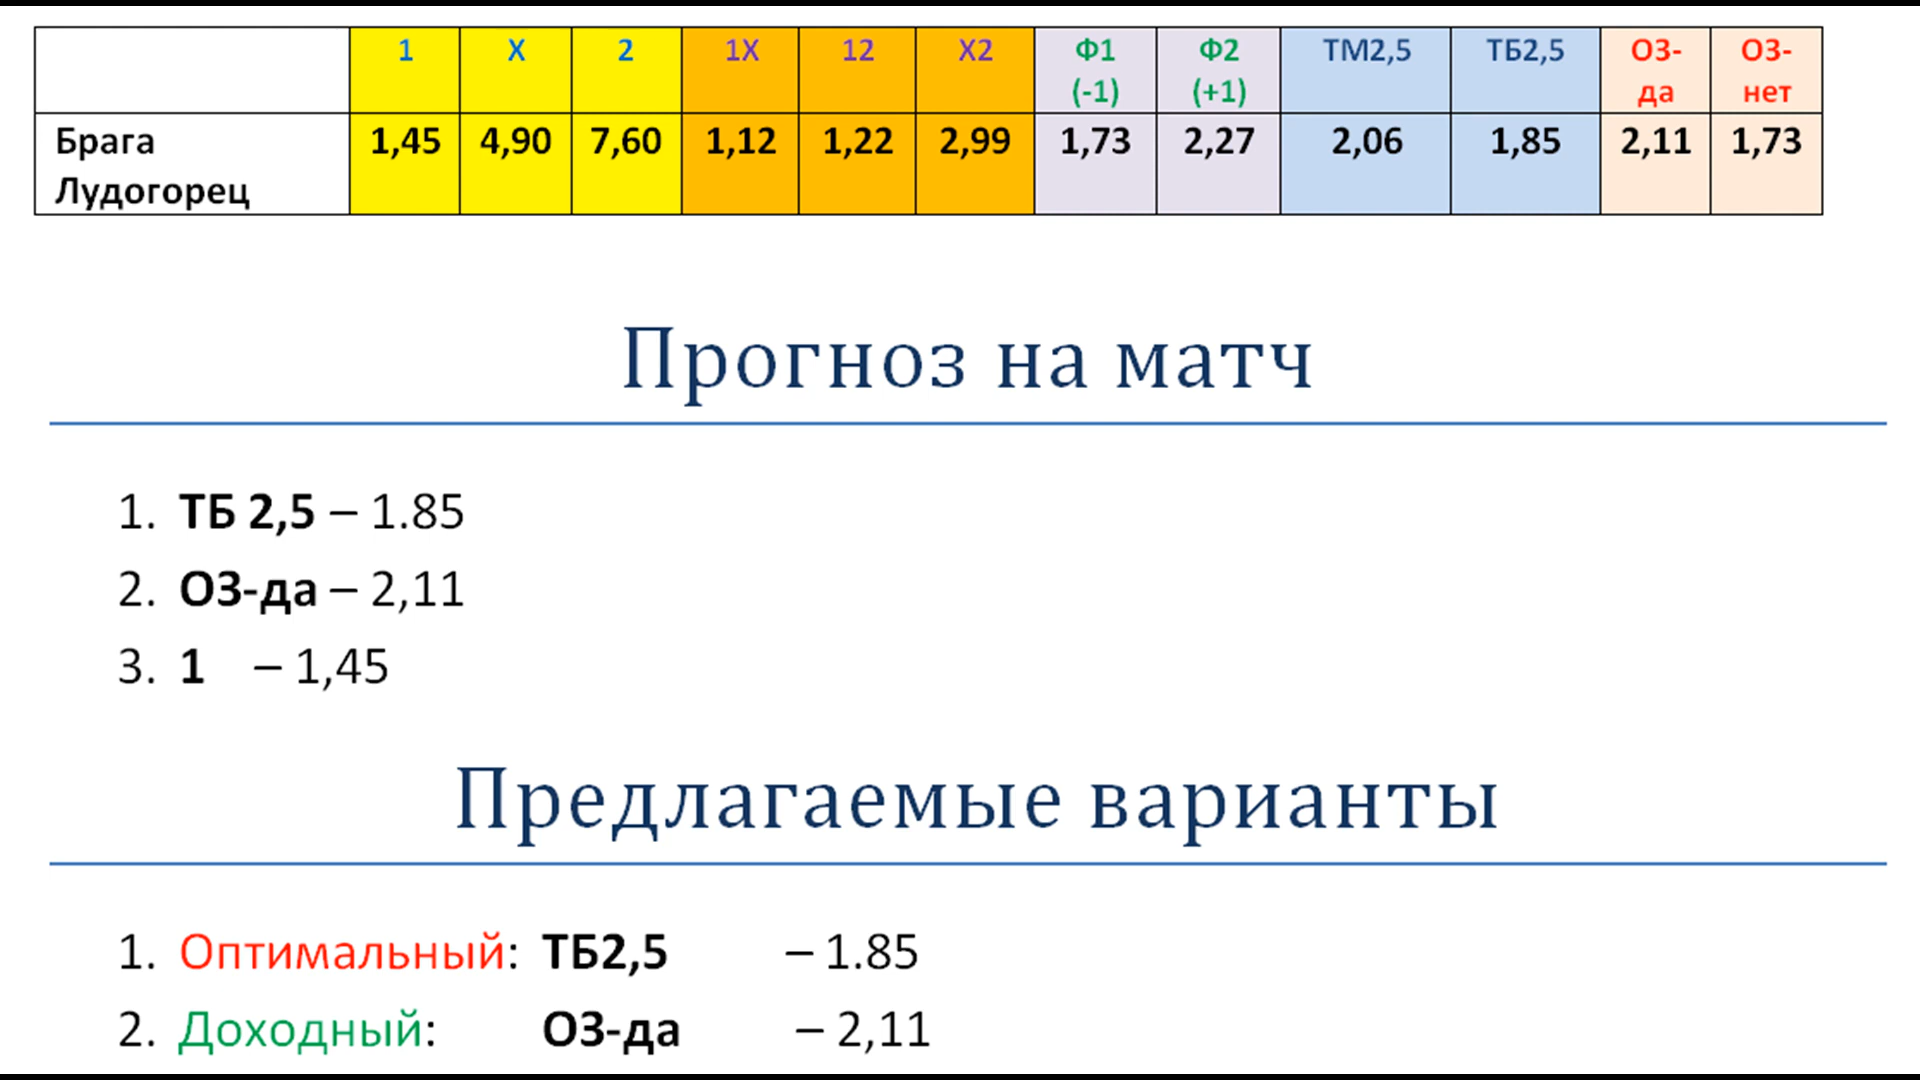 1 X 2 1X 12 X2 Ф1 (-1) Ф2 (+1) ТМ2,5 ТБ2,5 ОЗ-да ОЗ-нет
Брага Лудогорец 1,45 4,90 7,60 1,12 1,22 2,99 1,73 2,27 2,06 1,85 2,11 1,73
Прогноз на матч
1. ТБ 2,5 – 1.85
2. ОЗ-да – 2,11
3. 1 – 1,45
Предлагаемые варианты
1. Оптимальный: ТБ2,5 – 1.85
2. Доходный: ОЗ-да – 2,11